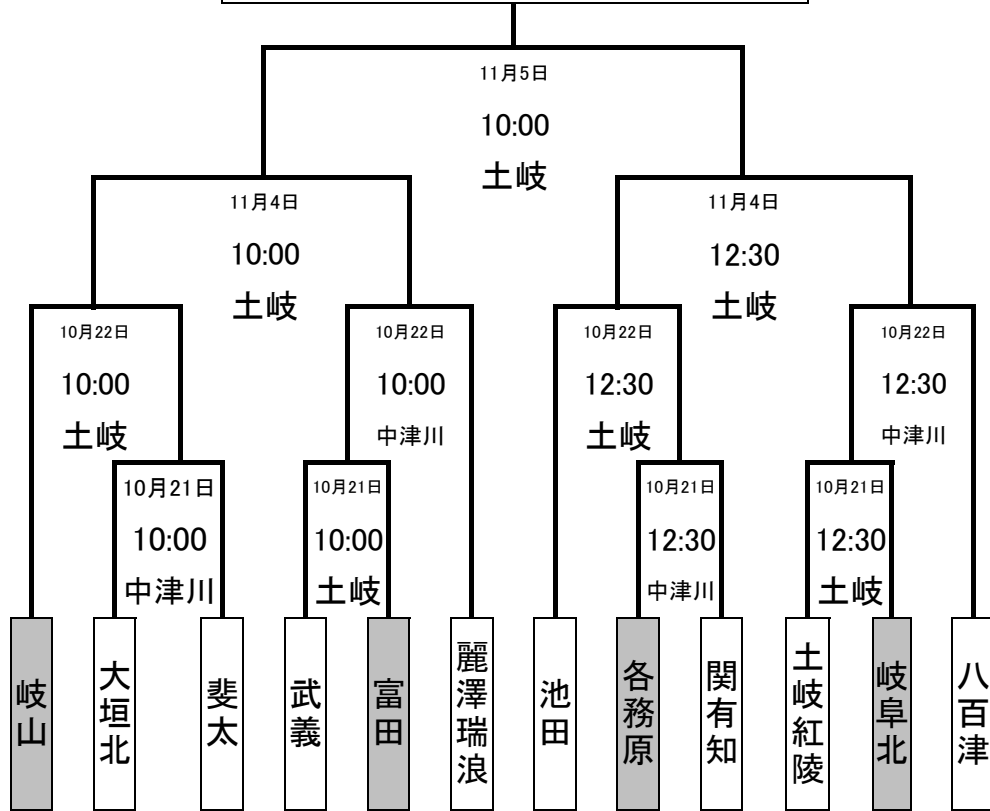 11月5日
10:00
土岐
11月4日
10:00
土岐
11月4日
12:30
土岐
10月22日
10:00
土岐
10月22日
10:00
中津川
10月22日
12:30
土岐
10月22日
12:30
中津川
10月21日
10:00
中津川
10月21日
10:00
土岐
10月21日
12:30
中津川
10月21日
12:30
土岐
岐山
大垣北
斐太
武義
富田
麗澤瑞浪
池田
各務原
関有知
土岐紅陵
岐阜北
八百津